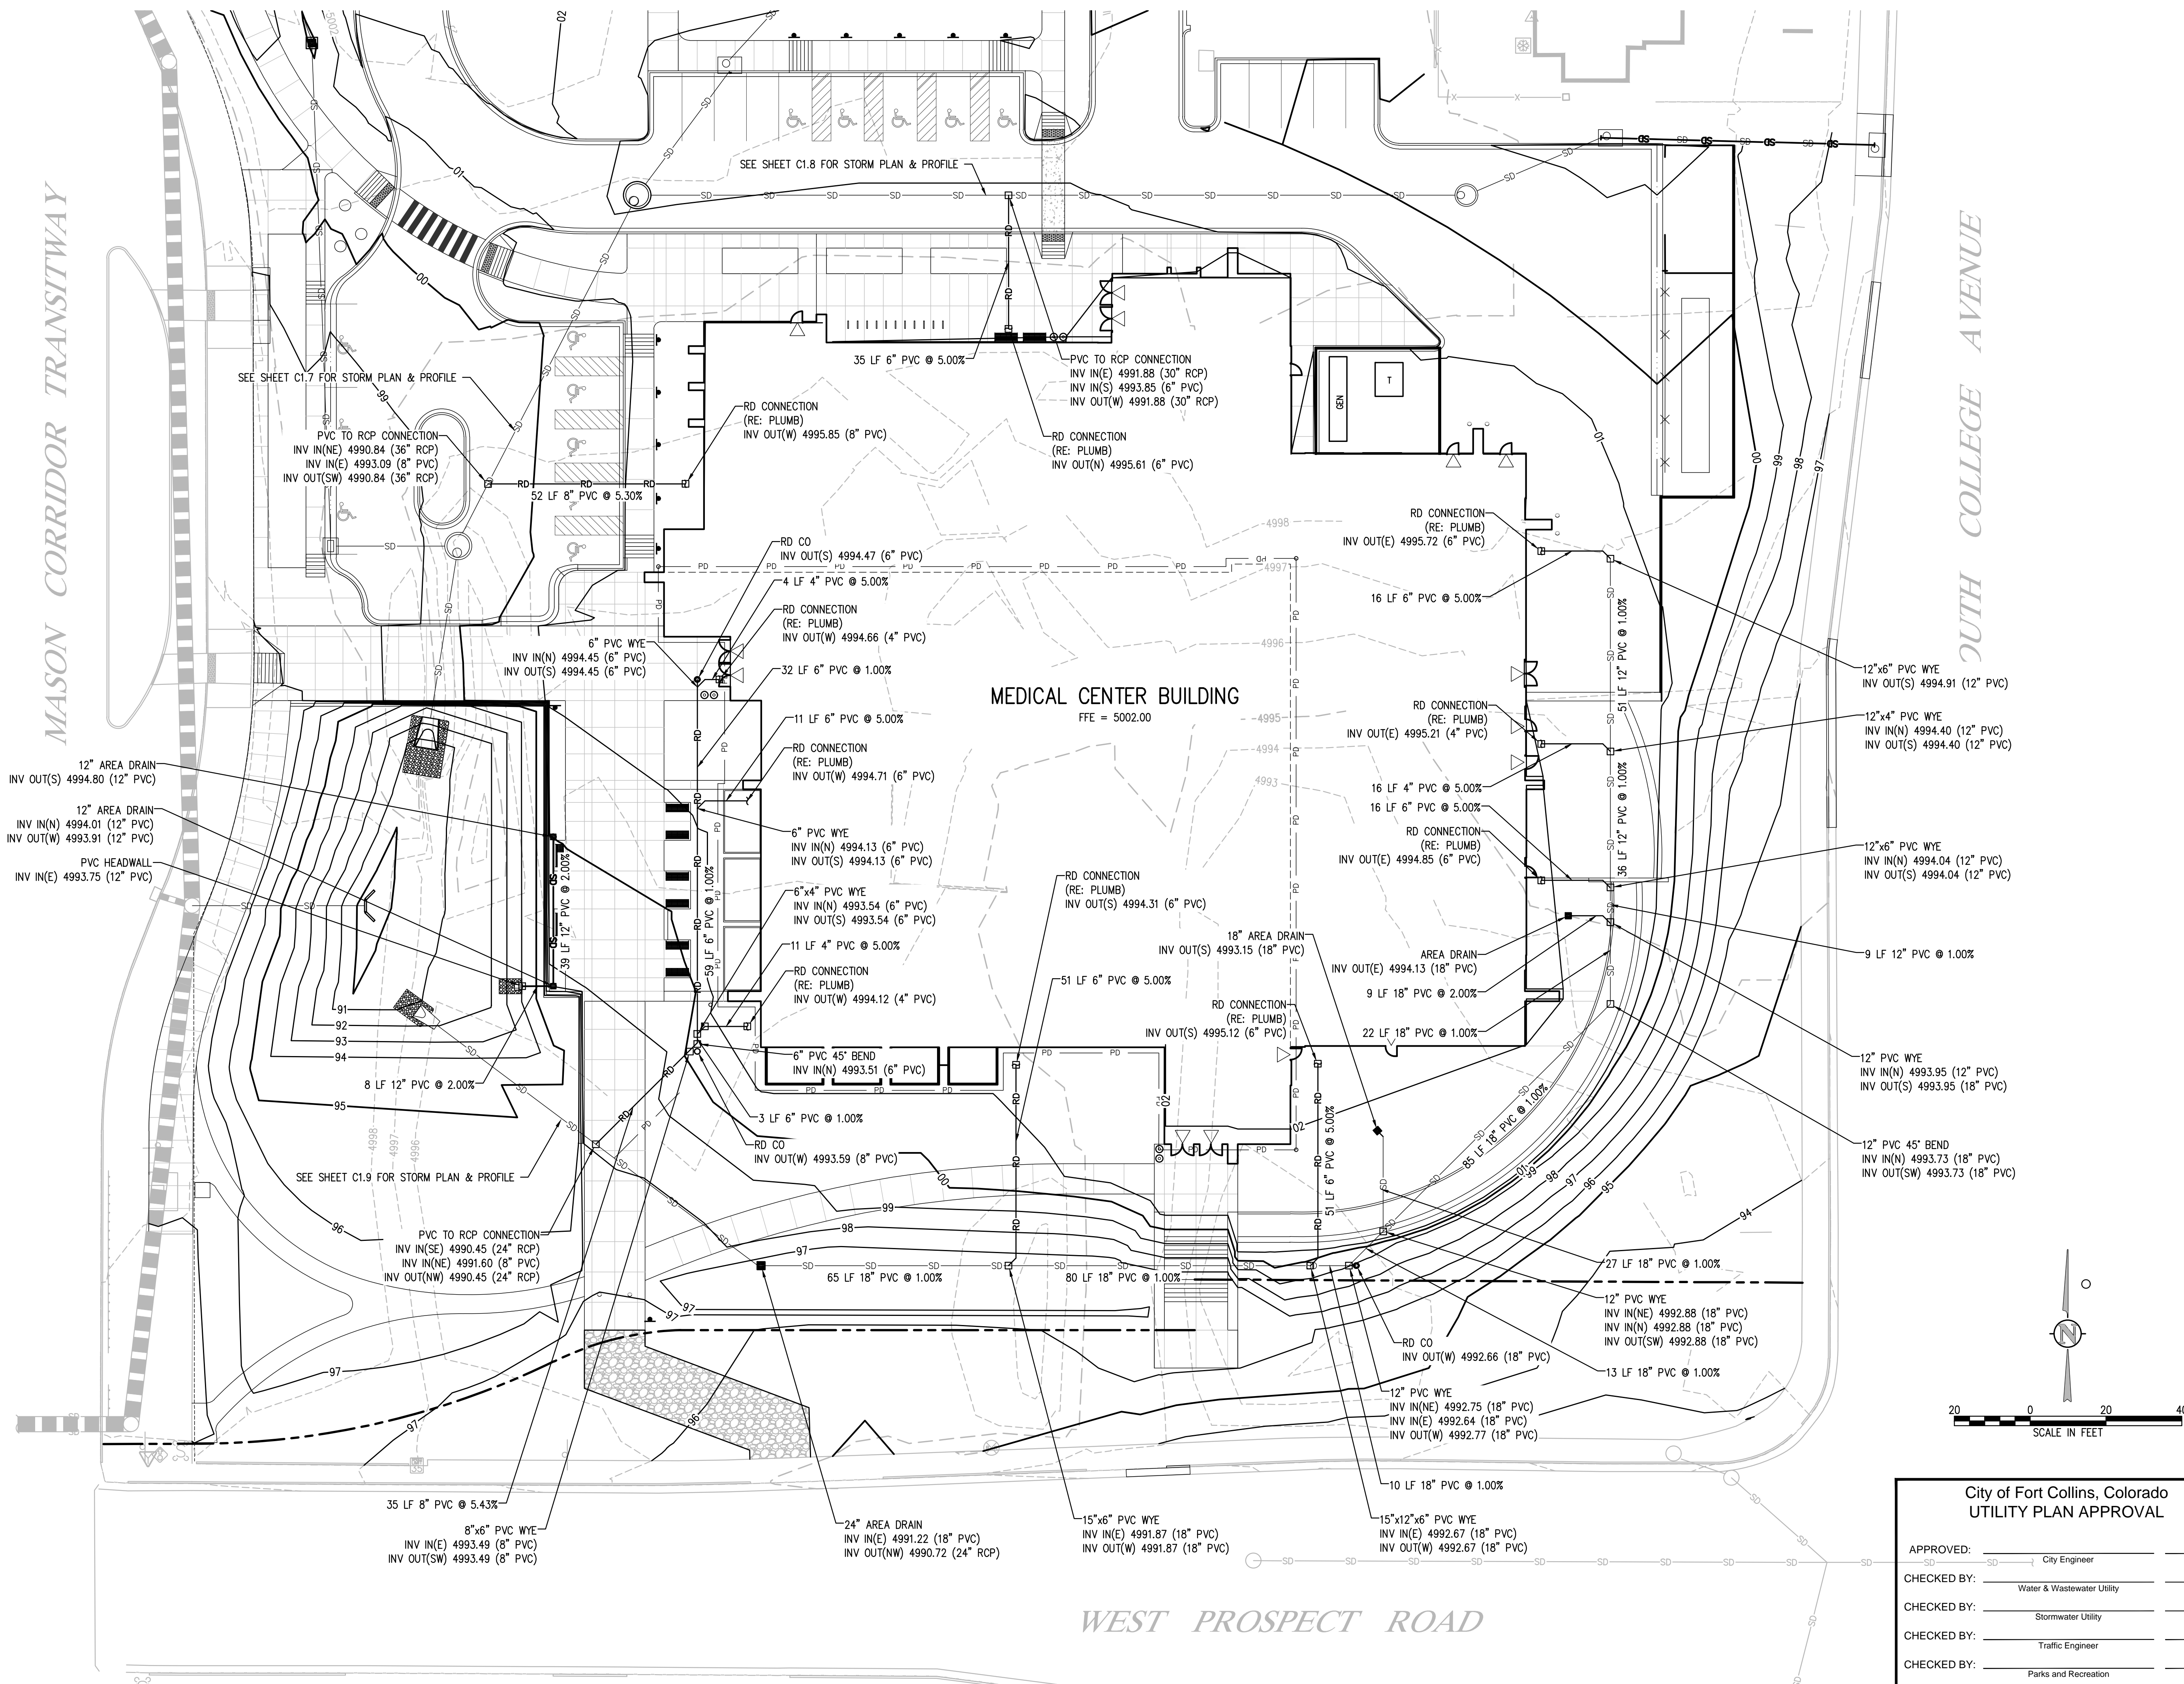 MASON CORRIDOR TRANSITWAY
OUTH COLLEGE AVENUE
WEST PROSPECT ROAD
SEE SHEET C1.8 FOR STORM PLAN & PROFILE
SEE SHEET C1.7 FOR STORM PLAN & PROFILE
35 LF 6" PVC @ 5.00%
PVC TO RCP CONNECTION
INV IN(E) 4991.88 (30" RCP)
INV IN(S) 4993.85 (6" PVC)
INV OUT(W) 4991.88 (30" RCP)
GEN
T
RD CONNECTION
(RE: PLUMB)
INV OUT(W) 4995.85 (8" PVC)
RD CONNECTION
(RE: PLUMB)
INV OUT(N) 4995.61 (6" PVC)
PVC TO RCP CONNECTION
INV IN(NE) 4990.84 (36" RCP)
INV IN(E) 4993.09 (8" PVC)
INV OUT(SW) 4990.84 (36" RCP)
52 LF 8" PVC @ 5.30%
RD CONNECTION
(RE: PLUMB)
INV OUT(E) 4995.72 (6" PVC)
RD CO
INV OUT(S) 4994.47 (6" PVC)
4 LF 4" PVC @ 5.00%
RD CONNECTION
(RE: PLUMB)
INV OUT(W) 4994.66 (4" PVC)
16 LF 6" PVC @ 5.00%
51 LF 12" PVC @ 1.00%
6" PVC WYE
INV IN(N) 4994.45 (6" PVC)
INV OUT(S) 4994.45 (6" PVC)
32 LF 6" PVC @ 1.00%
MEDICAL CENTER BUILDING
FFE = 5002.00
12"x6" PVC WYE
INV OUT(S) 4994.91 (12" PVC)
11 LF 6" PVC @ 5.00%
RD CONNECTION
(RE: PLUMB)
INV OUT(W) 4994.71 (6" PVC)
RD CONNECTION
(RE: PLUMB)
INV OUT(E) 4995.21 (4" PVC)
12"x4" PVC WYE
INV IN(N) 4994.40 (12" PVC)
INV OUT(S) 4994.40 (12" PVC)
12" AREA DRAIN
INV OUT(S) 4994.80 (12" PVC)
12" AREA DRAIN
INV IN(N) 4994.01 (12" PVC)
INV OUT(W) 4993.91 (12" PVC)
PVC HEADWALL
INV IN(E) 4993.75 (12" PVC)
16 LF 4" PVC @ 5.00%
16 LF 6" PVC @ 5.00%
36 LF 12" PVC @ 1.00%
6" PVC WYE
INV IN(N) 4994.13 (6" PVC)
INV OUT(S) 4994.13 (6" PVC)
RD CONNECTION
(RE: PLUMB)
INV OUT(E) 4994.85 (6" PVC)
12"x6" PVC WYE
INV IN(N) 4994.04 (12" PVC)
INV OUT(S) 4994.04 (12" PVC)
39 LF 12" PVC @ 2.00%
59 LF 6" PVC @ 1.00%
6"x4" PVC WYE
INV IN(N) 4993.54 (6" PVC)
INV OUT(S) 4993.54 (6" PVC)
RD CONNECTION
(RE: PLUMB)
INV OUT(S) 4994.31 (6" PVC)
11 LF 4" PVC @ 5.00%
RD CONNECTION
(RE: PLUMB)
INV OUT(W) 4994.12 (4" PVC)
18" AREA DRAIN
INV OUT(S) 4993.15 (18" PVC)
AREA DRAIN
INV OUT(E) 4994.13 (18" PVC)
9 LF 12" PVC @ 1.00%
51 LF 6" PVC @ 5.00%
9 LF 18" PVC @ 2.00%
RD CONNECTION
(RE: PLUMB)
INV OUT(S) 4995.12 (6" PVC)
22 LF 18" PVC @ 1.00%
6" PVC 45° BEND
INV IN(N) 4993.51 (6" PVC)
12" PVC WYE
INV IN(N) 4993.95 (12" PVC)
INV OUT(S) 4993.95 (18" PVC)
8 LF 12" PVC @ 2.00%
3 LF 6" PVC @ 1.00%
RD CO
INV OUT(W) 4993.59 (8" PVC)
51 LF 6" PVC @ 5.00%
85 LF 18" PVC @ 1.00%
12" PVC 45° BEND
INV IN(N) 4993.73 (18" PVC)
INV OUT(SW) 4993.73 (18" PVC)
SEE SHEET C1.9 FOR STORM PLAN & PROFILE
PVC TO RCP CONNECTION
INV IN(SE) 4990.45 (24" RCP)
INV IN(NE) 4991.60 (8" PVC)
INV OUT(NW) 4990.45 (24" RCP)
65 LF 18" PVC @ 1.00%
80 LF 18" PVC @ 1.00%
27 LF 18" PVC @ 1.00%
12" PVC WYE
INV IN(NE) 4992.88 (18" PVC)
INV IN(N) 4992.88 (18" PVC)
INV OUT(SW) 4992.88 (18" PVC)
RD CO
INV OUT(W) 4992.66 (18" PVC)
13 LF 18" PVC @ 1.00%
12" PVC WYE
INV IN(NE) 4992.75 (18" PVC)
INV IN(E) 4992.64 (18" PVC)
INV OUT(W) 4992.77 (18" PVC)
10 LF 18" PVC @ 1.00%
35 LF 8" PVC @ 5.43%
8"x6" PVC WYE
INV IN(E) 4993.49 (8" PVC)
INV OUT(SW) 4993.49 (8" PVC)
24" AREA DRAIN
INV IN(E) 4991.22 (18" PVC)
INV OUT(NW) 4990.72 (24" RCP)
15"x6" PVC WYE
INV IN(E) 4991.87 (18" PVC)
INV OUT(W) 4991.87 (18" PVC)
15"x12"x6" PVC WYE
INV IN(E) 4992.67 (18" PVC)
INV OUT(W) 4992.67 (18" PVC)
4998
4997
4996
4995
4994
4993
91
92
93
94
95
96
97
4998
4997
4996
N
20 0 20 40
SCALE IN FEET
City of Fort Collins, Colorado
UTILITY PLAN APPROVAL
APPROVED:
City Engineer
CHECKED BY:
Water & Wastewater Utility
CHECKED BY:
Stormwater Utility
CHECKED BY:
Traffic Engineer
CHECKED BY:
Parks and Recreation